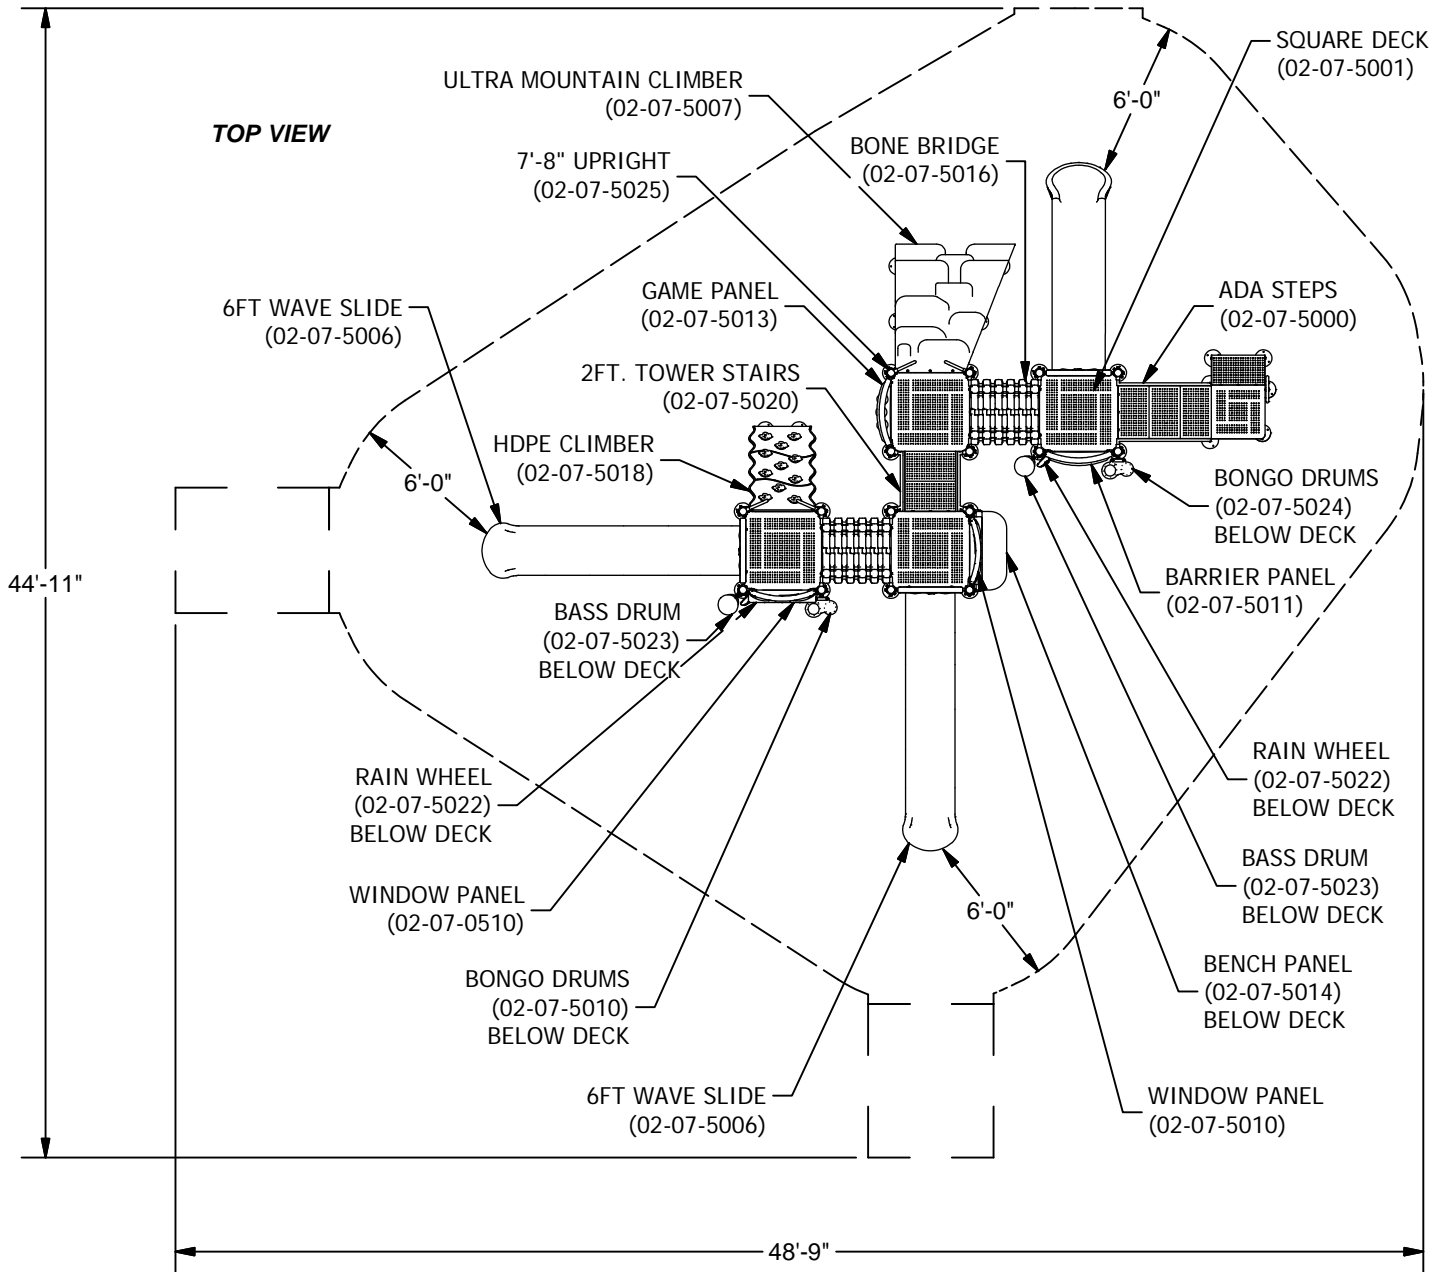 TOP VIEW
ULTRA MOUNTAIN CLIMBER
(02-07-5007)
SQUARE DECK
(02-07-5001)
6'-0"
7'-8" UPRIGHT
(02-07-5025)
BONE BRIDGE
(02-07-5016)
6FT WAVE SLIDE
(02-07-5006)
GAME PANEL
(02-07-5013)
ADA STEPS
(02-07-5000)
2FT. TOWER STAIRS
(02-07-5020)
HDPE CLIMBER
(02-07-5018)
6'-0"
BONGO DRUMS
(02-07-5024)
BELOW DECK
44'-11"
BARRIER PANEL
(02-07-5011)
BASS DRUM
(02-07-5023)
BELOW DECK
RAIN WHEEL
(02-07-5022)
BELOW DECK
RAIN WHEEL
(02-07-5022)
BELOW DECK
WINDOW PANEL
(02-07-0510)
BASS DRUM
(02-07-5023)
BELOW DECK
6'-0"
BONGO DRUMS
(02-07-5010)
BELOW DECK
BENCH PANEL
(02-07-5014)
BELOW DECK
6FT WAVE SLIDE
(02-07-5006)
WINDOW PANEL
(02-07-5010)
48'-9"